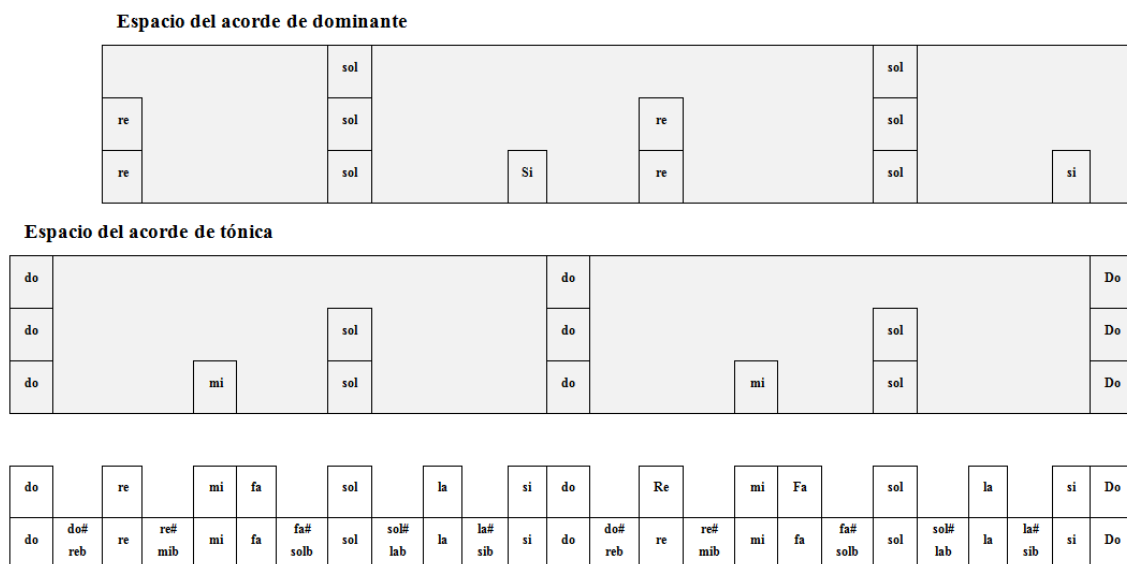 Espacio del acorde de dominante
sol sol
re sol re sol
re sol Si re sol si
Espacio del acorde de tónica
do do Do
do sol do sol Do
do mi sol do mi sol Do
do re mi fa sol la si do Re mi Fa sol la si Do
do do# reb re re# mib mi fa fa# solb sol sol# lab la la# sib si do do# reb re re# mib mi fa fa# solb sol sol# lab la la# sib si Do